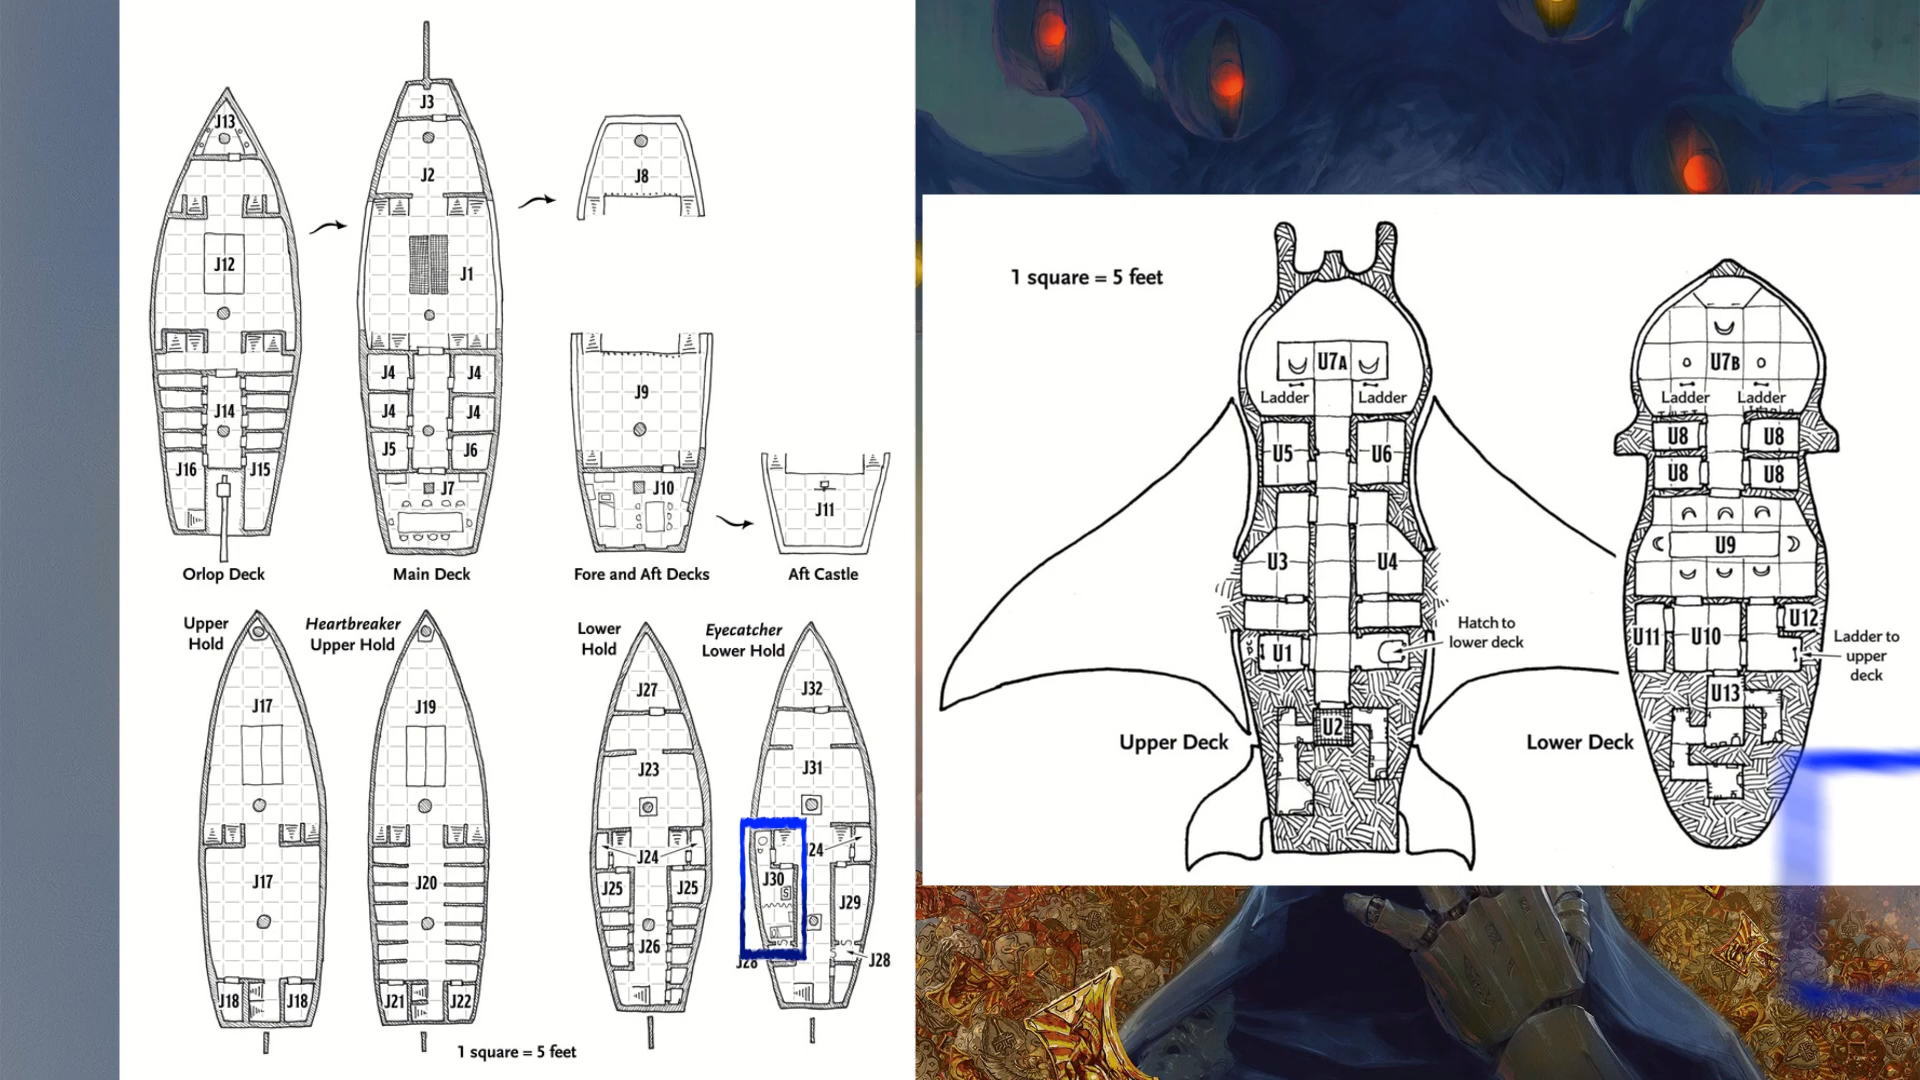 J13
J12
J14
J16
J15
Orlop Deck
J3
J2
J1
J4
J4
J4
J4
J5
J6
J7
Main Deck
J8
J9
J10
Fore and Aft Decks
J11
Aft Castle
Upper
Hold
J17
J17
J18
J18
Heartbreaker
Upper Hold
J19
J20
J21
J22
Lower
Hold
J27
J23
J24
J25
J25
J26
Eyecatcher
Lower Hold
J32
J31
J30
S
J29
J28
1 square = 5 feet
1 square = 5 feet
U7A
Ladder
Ladder
U5
U6
U3
U4
U1
Hatch to
lower deck
U2
Upper Deck
U7B
Ladder
Ladder
U8
U8
U8
U8
U9
U11
U10
U12
Ladder to
upper
deck
U13
Lower Deck